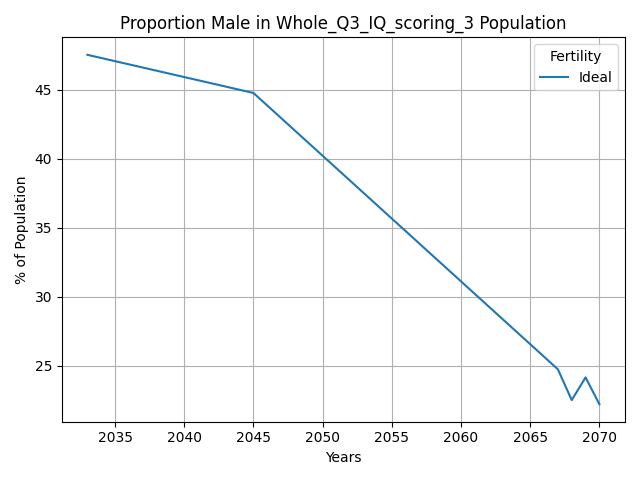 Proportion Male in Whole_Q3_IQ_scoring_3 Population
Fertility
Ideal
% of Population
45
40
35
30
25
2035 2040 2045 2050 2055 2060 2065 2070
Years